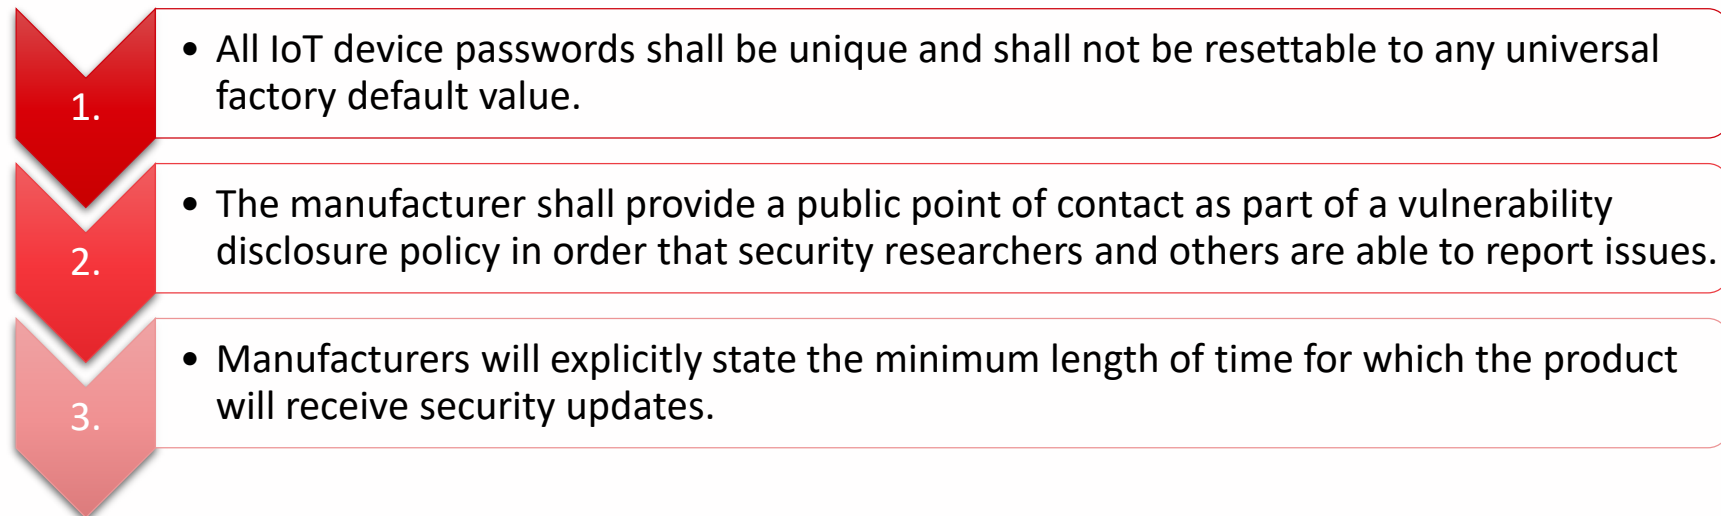 1.
• All IoT device passwords shall be unique and shall not be resettable to any universal
factory default value.
2.
• The manufacturer shall provide a public point of contact as part of a vulnerability
disclosure policy in order that security researchers and others are able to report issues.
3.
• Manufacturers will explicitly state the minimum length of time for which the product
will receive security updates.